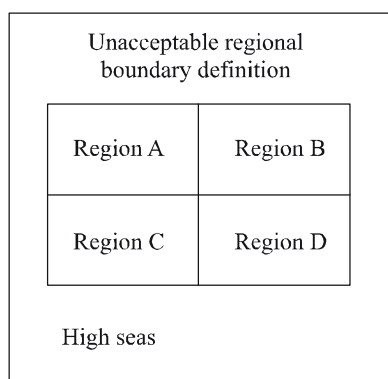 Unacceptable regional
boundary definition
Region A
Region B
Region C
Region D
High seas